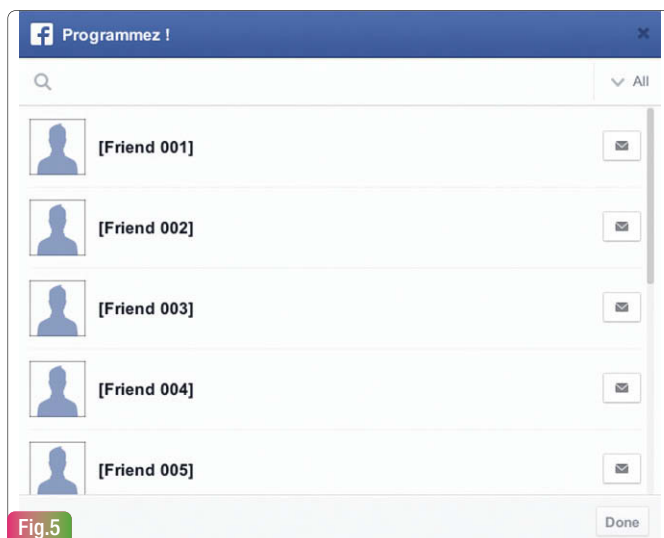 Programmez !
All
[Friend 001]
[Friend 002]
[Friend 003]
[Friend 004]
[Friend 005]
Done
Fig.5